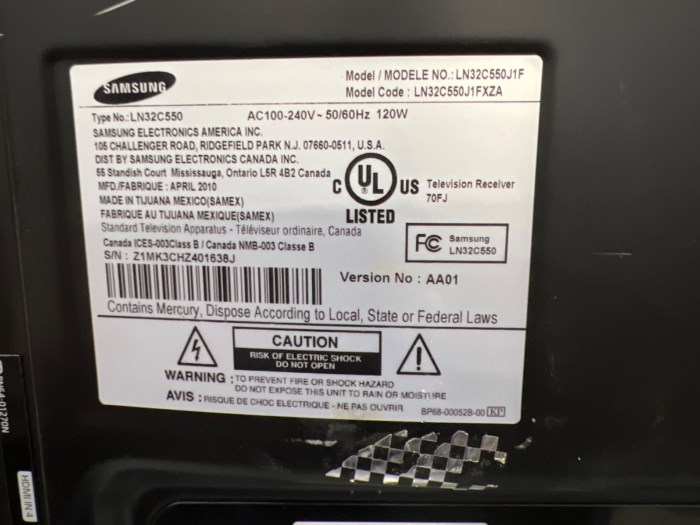 SAMSUNG
Model / MODELE NO.: LN32C550J1F
Model Code : LN32C550J1FXZA
Type No.:LN32C550 AC100-240V~ 50/60Hz 120W
SAMSUNG ELECTRONICS AMERICA INC.
105 CHALLENGER ROAD, RIDGEFIELD PARK N.J. 07660-0511, U.S.A.
DIST BY SAMSUNG ELECTRONICS CANADA INC.
55 Standish Court Mississauga, Ontario L5R 4B2 Canada
MFD/FABRIQUE : APRIL 2010
MADE IN TIJUANA MEXICO(SAMEX)
FABRIQUE AU TIJUANA MEXIQUE(SAMEX)
Standard Television Apparatus - Téléviseur ordinaire, Canada
Canada ICES-003Class B / Canada NMB-003 Classe B
S/N : Z1MK3CHZ401638J
C UL ® US
LISTED
Television Receiver
70FJ
FC Samsung
LN32C550
Version No : AA01
Contains Mercury, Dispose According to Local, State or Federal Laws
CAUTION
RISK OF ELECTRIC SHOCK
DO NOT OPEN
WARNING : TO PREVENT FIRE OR SHOCK HAZARD
DO NOT EXPOSE THIS UNIT TO RAIN OR MOISTURE
AVIS : RISQUE DE CHOC ELECTRIQUE - NE PAS OUVRIR
BP68-00052B-00 KP
HDMI IN 4